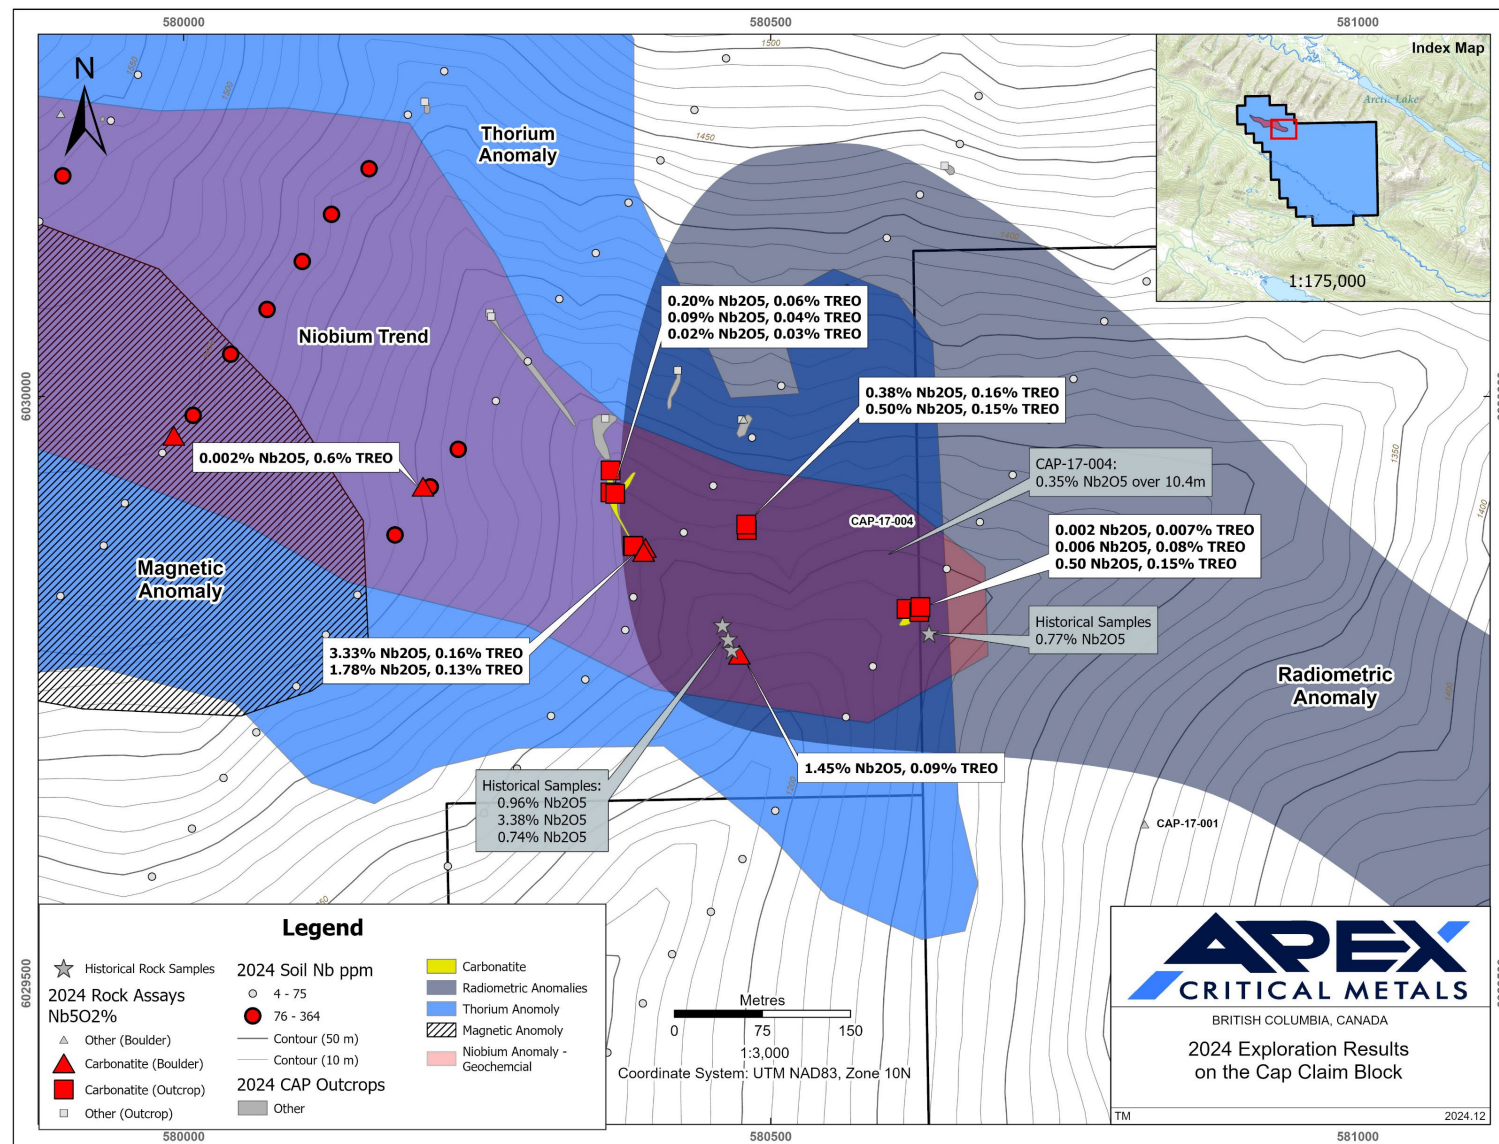 580000
580500
581000
Index Map
Arctic Lake
1:175,000
N
1550
1500
1500
1450
1400
1350
1400
1400
1200
6030000
6029500
Thorium
Anomaly
Niobium Trend
0.20% Nb2O5, 0.06% TREO
0.09% Nb2O5, 0.04% TREO
0.02% Nb2O5, 0.03% TREO
0.38% Nb2O5, 0.16% TREO
0.50% Nb2O5, 0.15% TREO
0.002% Nb2O5, 0.6% TREO
CAP-17-004:
0.35% Nb2O5 over 10.4m
CAP-17-004
0.002 Nb2O5, 0.007% TREO
0.006 Nb2O5, 0.08% TREO
0.50 Nb2O5, 0.15% TREO
Magnetic
Anomaly
Historical Samples
0.77% Nb2O5
3.33% Nb2O5, 0.16% TREO
1.78% Nb2O5, 0.13% TREO
Radiometric
Anomaly
1.45% Nb2O5, 0.09% TREO
Historical Samples:
0.96% Nb2O5
3.38% Nb2O5
0.74% Nb2O5
CAP-17-001
Legend
Historical Rock Samples
2024 Rock Assays
Nb5O2%
Other (Boulder)
Carbonatite (Boulder)
Carbonatite (Outcrop)
Other (Outcrop)
2024 Soil Nb ppm
4 - 75
76 - 364
Contour (50 m)
Contour (10 m)
2024 CAP Outcrops
Other
Carbonatite
Radiometric Anomalies
Thorium Anomoly
Magnetic Anomoly
Niobium Anomaly -
Geochemcial
Metres
0 75 150
1:3,000
Coordinate System: UTM NAD83, Zone 10N
APEX
CRITICAL METALS
BRITISH COLUMBIA, CANADA
2024 Exploration Results
on the Cap Claim Block
TM 2024.12
580000
580500
581000